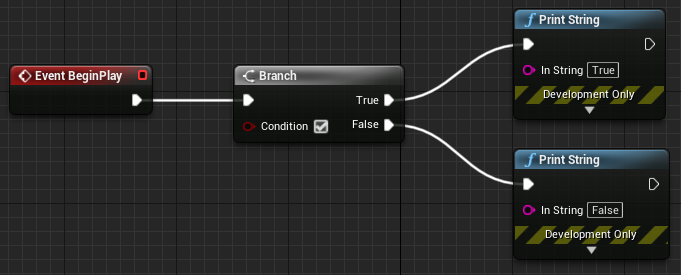 Event BeginPlay
Branch
True
Condition
False
Print String
In String True
Development Only
Print String
In String False
Development Only